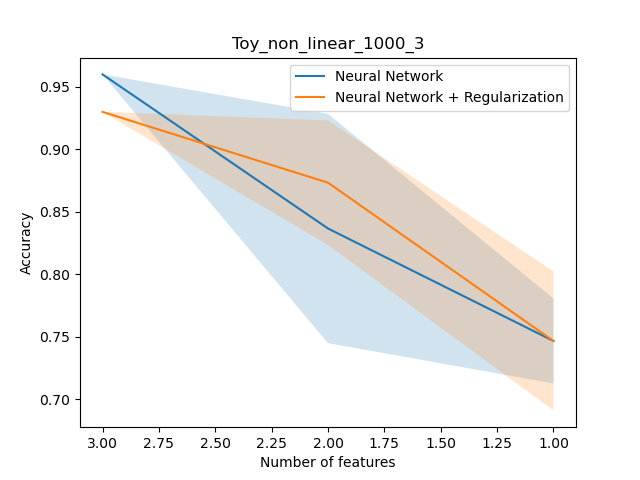 Toy_non_linear_1000_3
Neural Network
Neural Network + Regularization
Accuracy
0.95
0.90
0.85
0.80
0.75
0.70
3.00 2.75 2.50 2.25 2.00 1.75 1.50 1.25 1.00
Number of features